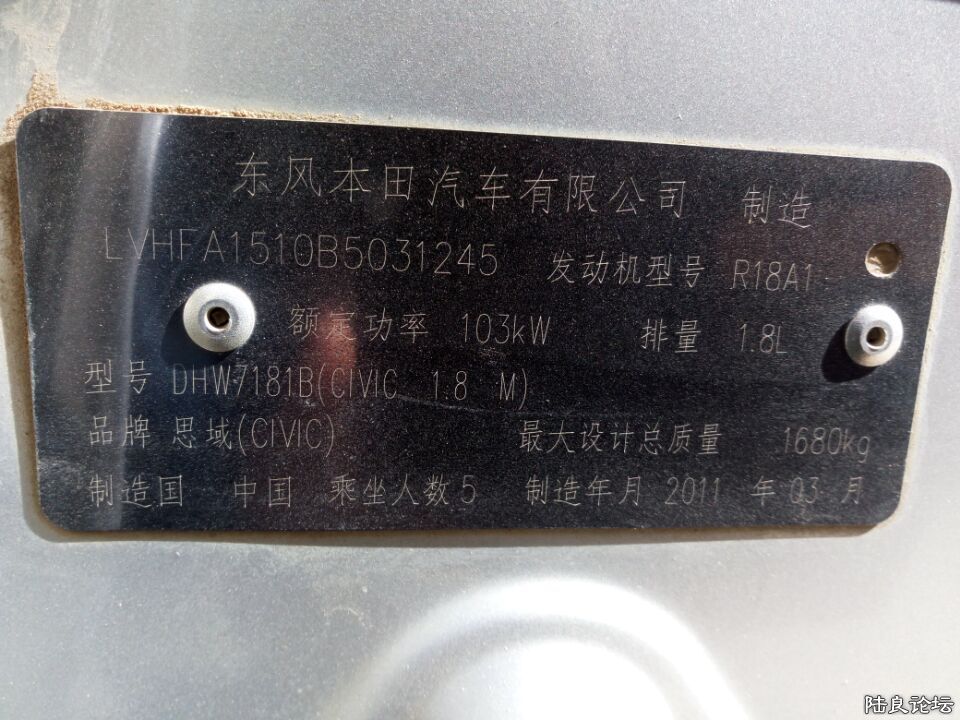 东风本田汽车有限公司 制造
LVHFA1510B5031245 发动机型号 R18A1
额定功率 103kW 排量 1.8L
型号 DHW7181B(CIVIC 1.8 M)
品牌 思域(CIVIC) 最大设计总质量 1680kg
制造国 中国 乘坐人数 5 制造年月 2011 年 03 月
陆良论坛